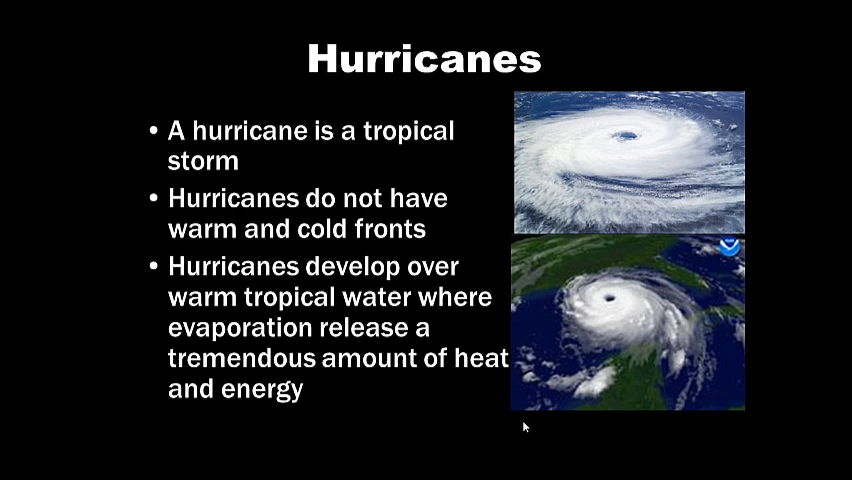 Hurricanes
• A hurricane is a tropical
storm
• Hurricanes do not have
warm and cold fronts
• Hurricanes develop over
warm tropical water where
evaporation release a
tremendous amount of heat
and energy